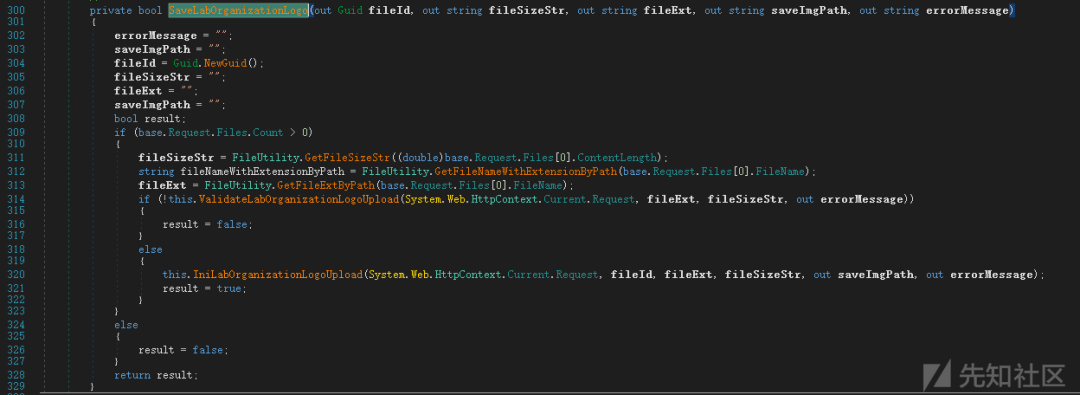 300 private bool SaveLabOrganizationLogo(out Guid fileId, out string fileSizeStr, out string fileExt, out string saveImgPath, out string errorMessage)
301 {
302 errorMessage = "";
303 saveImgPath = "";
304 fileId = Guid.NewGuid();
305 fileSizeStr = "";
306 fileExt = "";
307 saveImgPath = "";
308 bool result;
309 if (base.Request.Files.Count > 0)
310 {
311 fileSizeStr = FileUtility.GetFileSizeStr((double)base.Request.Files[0].ContentLength);
312 string fileNameWithExtensionByPath = FileUtility.GetFileNameWithExtensionByPath(base.Request.Files[0].FileName);
313 fileExt = FileUtility.GetFileExtByPath(base.Request.Files[0].FileName);
314 if (!this.ValidateLabOrganizationLogoUpload(System.Web.HttpContext.Current.Request, fileExt, fileSizeStr, out errorMessage))
315 {
316 result = false;
317 }
318 else
319 {
320 this.IniLabOrganizationLogoUpload(System.Web.HttpContext.Current.Request, fileId, fileExt, fileSizeStr, out saveImgPath, out errorMessage);
321 result = true;
322 }
323 }
324 else
325 {
326 result = false;
327 }
328 return result;
329 }
先知社区